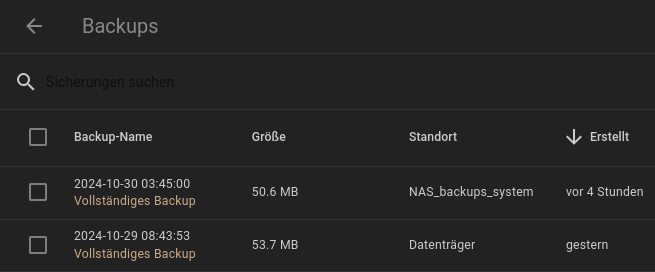 Backups
Sicherungen suchen
Backup-Name Größe Standort Erstellt
2024-10-30 03:45:00 50.6 MB NAS_backups_system vor 4 Stunden
Vollständiges Backup
2024-10-29 08:43:53 53.7 MB Datenträger gestern
Vollständiges Backup